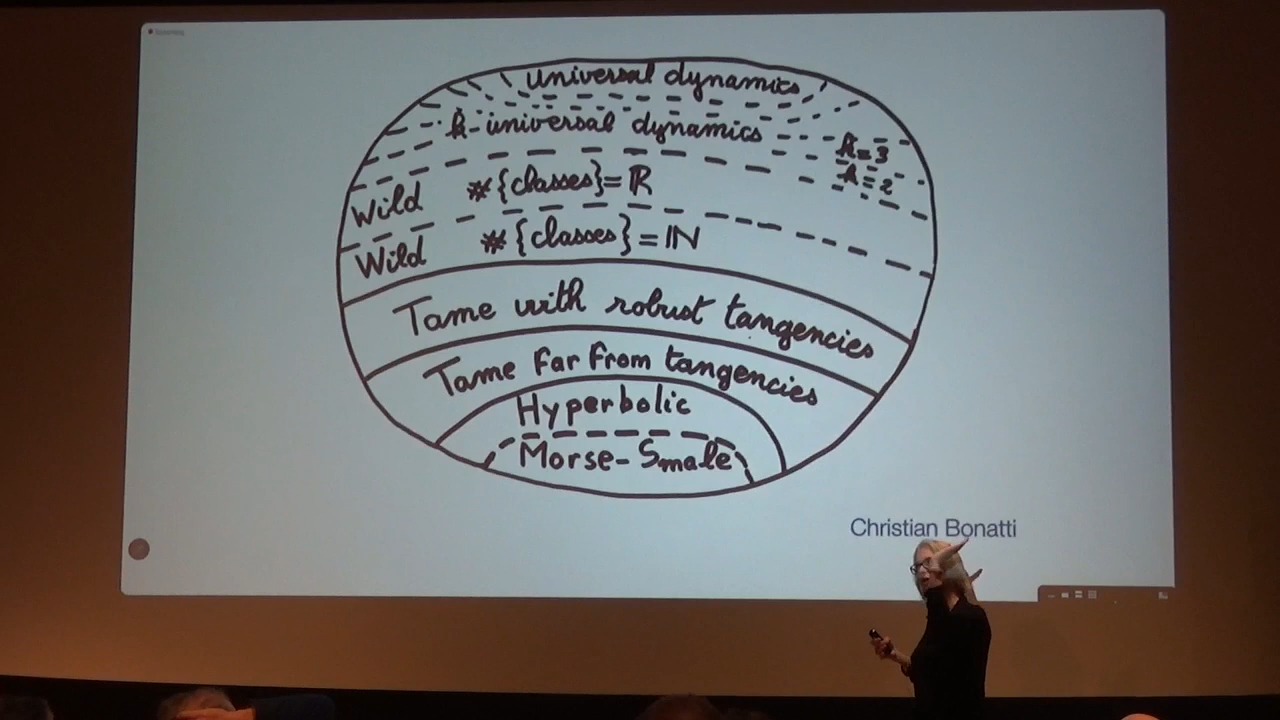 universal dynamics
k-universal dynamics
k=3
k=2
Wild #{classes}=ℝ
Wild #{classes}=ℕ
Tame with robust tangencies
Tame far from tangencies
Hyperbolic
Morse-Smale
Christian Bonatti